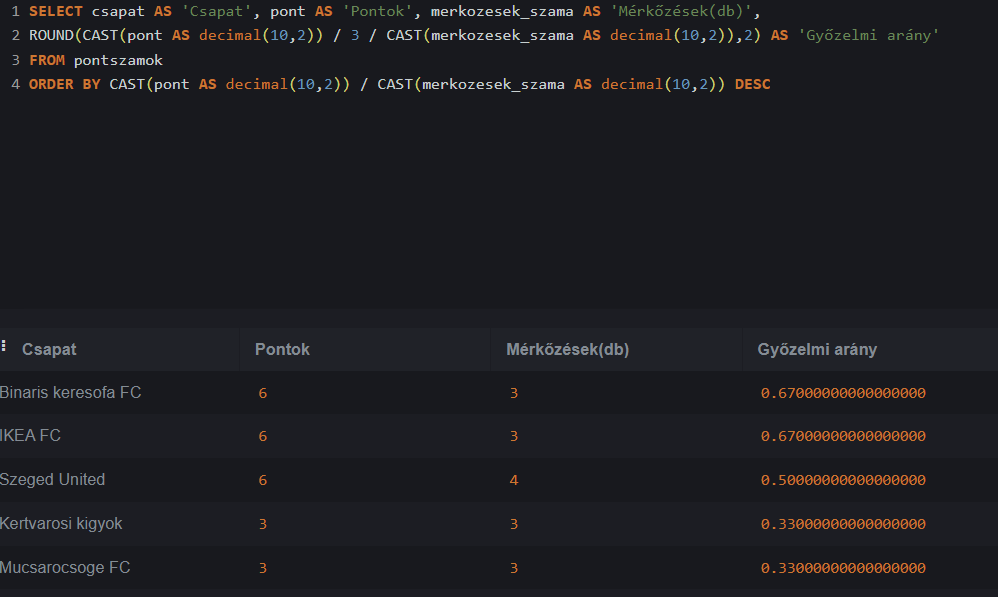 1 SELECT csapat AS 'Csapat', pont AS 'Pontok', merkozesek_szama AS 'Mérkőzések(db)',
2 ROUND(CAST(pont AS decimal(10,2)) / 3 / CAST(merkozesek_szama AS decimal(10,2)),2) AS 'Győzelmi arány'
3 FROM pontszamok
4 ORDER BY CAST(pont AS decimal(10,2)) / CAST(merkozesek_szama AS decimal(10,2)) DESC
Csapat Pontok Mérkőzések(db) Győzelmi arány
Binaris keresofa FC 6 3 0.67000000000000000
IKEA FC 6 3 0.67000000000000000
Szeged United 6 4 0.50000000000000000
Kertvarosi kigyok 3 3 0.33000000000000000
Mucsarocsoge FC 3 3 0.33000000000000000